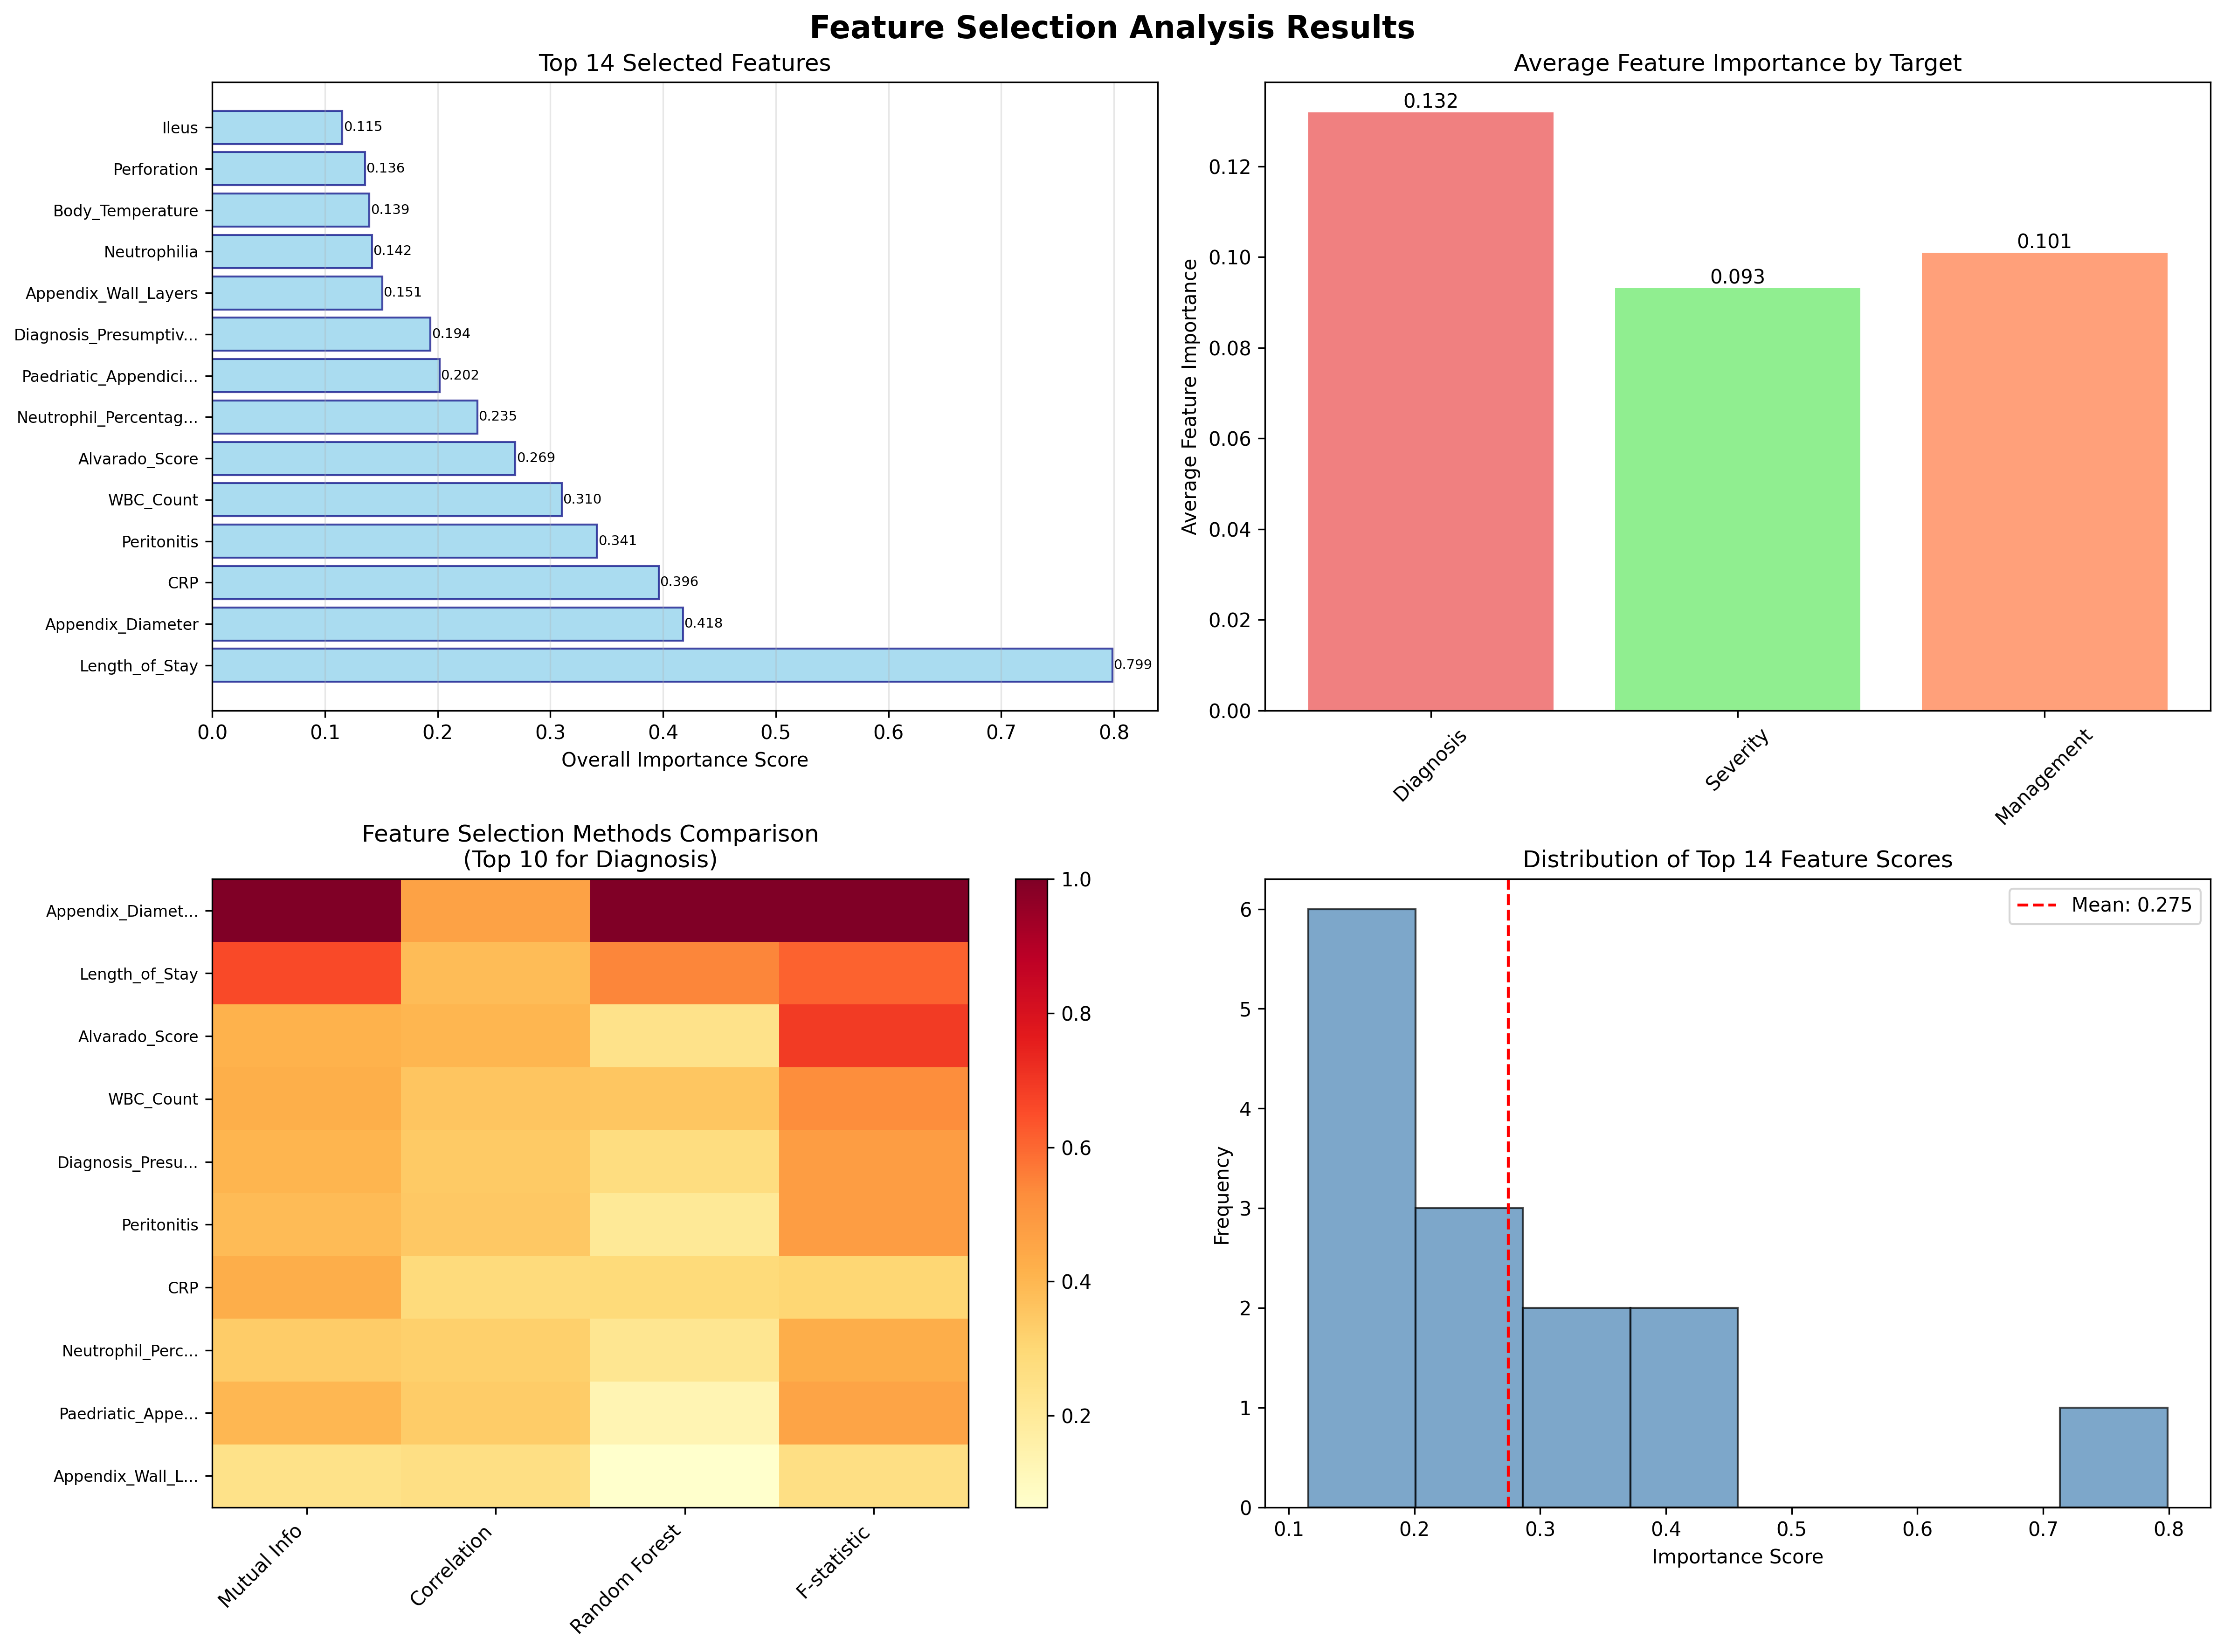 Feature Selection Analysis Results
Top 14 Selected Features
Ileus
0.115
Perforation
0.136
Body_Temperature
0.139
Neutrophilia
0.142
Appendix_Wall_Layers
0.151
Diagnosis_Presumptiv...
0.194
Paedriatic_Appendici...
0.202
Neutrophil_Percentag...
0.235
Alvarado_Score
0.269
WBC_Count
0.310
Peritonitis
0.341
CRP
0.396
Appendix_Diameter
0.418
Length_of_Stay
0.799
0.0 0.1 0.2 0.3 0.4 0.5 0.6 0.7 0.8
Overall Importance Score
Average Feature Importance by Target
Average Feature Importance
0.12
0.10
0.08
0.06
0.04
0.02
0.00
0.132
0.093
0.101
Diagnosis
Severity
Management
Feature Selection Methods Comparison
(Top 10 for Diagnosis)
Appendix_Diamet...
Length_of_Stay
Alvarado_Score
WBC_Count
Diagnosis_Presu...
Peritonitis
CRP
Neutrophil_Perc...
Paedriatic_Appe...
Appendix_Wall_L...
Mutual Info
Correlation
Random Forest
F-statistic
1.0
0.8
0.6
0.4
0.2
Distribution of Top 14 Feature Scores
Mean: 0.275
Frequency
6
5
4
3
2
1
0
0.1 0.2 0.3 0.4 0.5 0.6 0.7 0.8
Importance Score